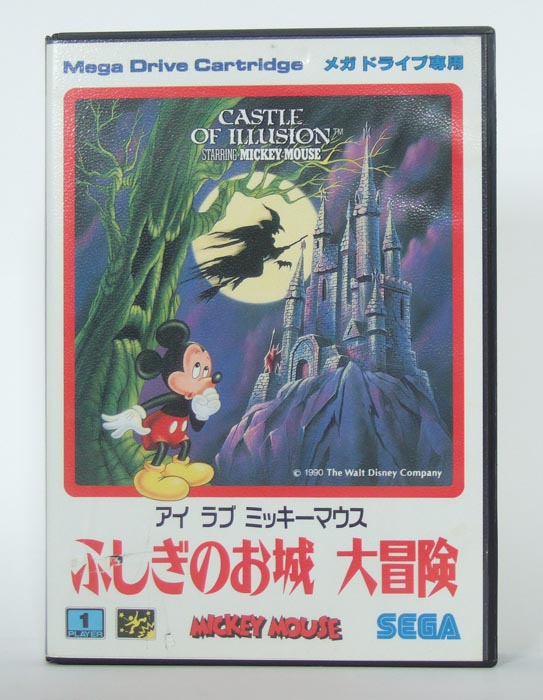 Mega Drive Cartridge メガドライブ専用
CASTLE
OF ILLUSION™
STARRING MICKEY MOUSE
© 1990 The Walt Disney Company
アイ ラブ ミッキーマウス
ふしぎのお城 大冒険
1
PLAYER
MICKEY MOUSE
SEGA